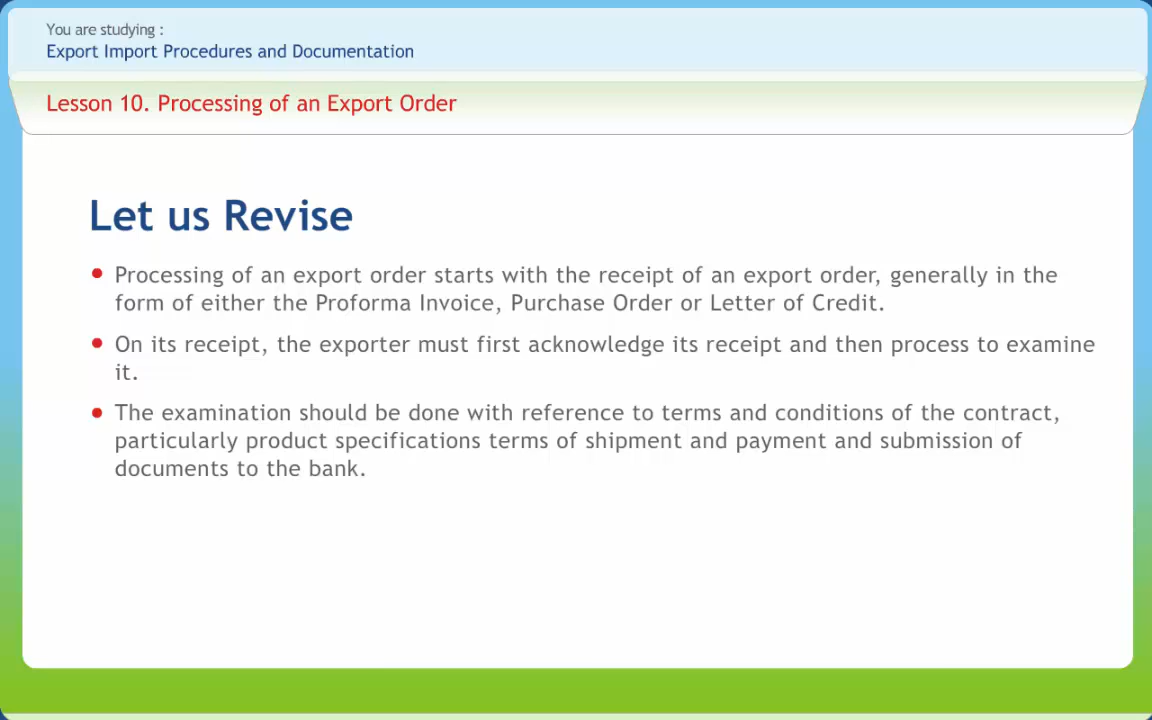 You are studying :
Export Import Procedures and Documentation
Lesson 10. Processing of an Export Order
Let us Revise
• Processing of an export order starts with the receipt of an export order, generally in the
form of either the Proforma Invoice, Purchase Order or Letter of Credit.
• On its receipt, the exporter must first acknowledge its receipt and then process to examine
it.
• The examination should be done with reference to terms and conditions of the contract,
particularly product specifications terms of shipment and payment and submission of
documents to the bank.